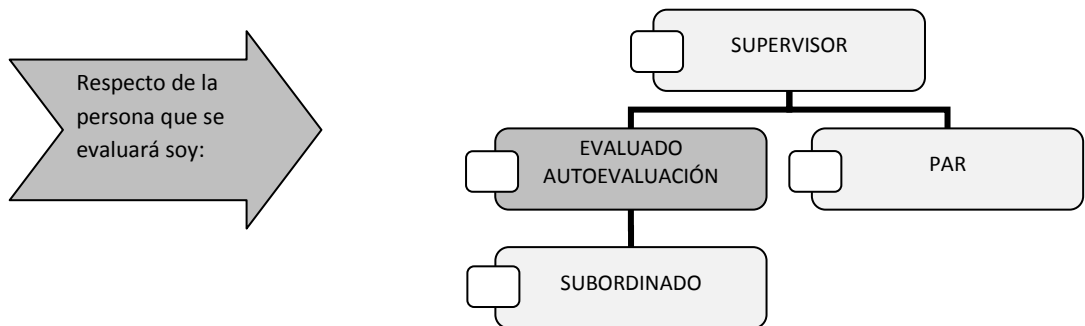 Respecto de la
persona que se
evaluará soy:
SUPERVISOR
EVALUADO
AUTOEVALUACIÓN
PAR
SUBORDINADO